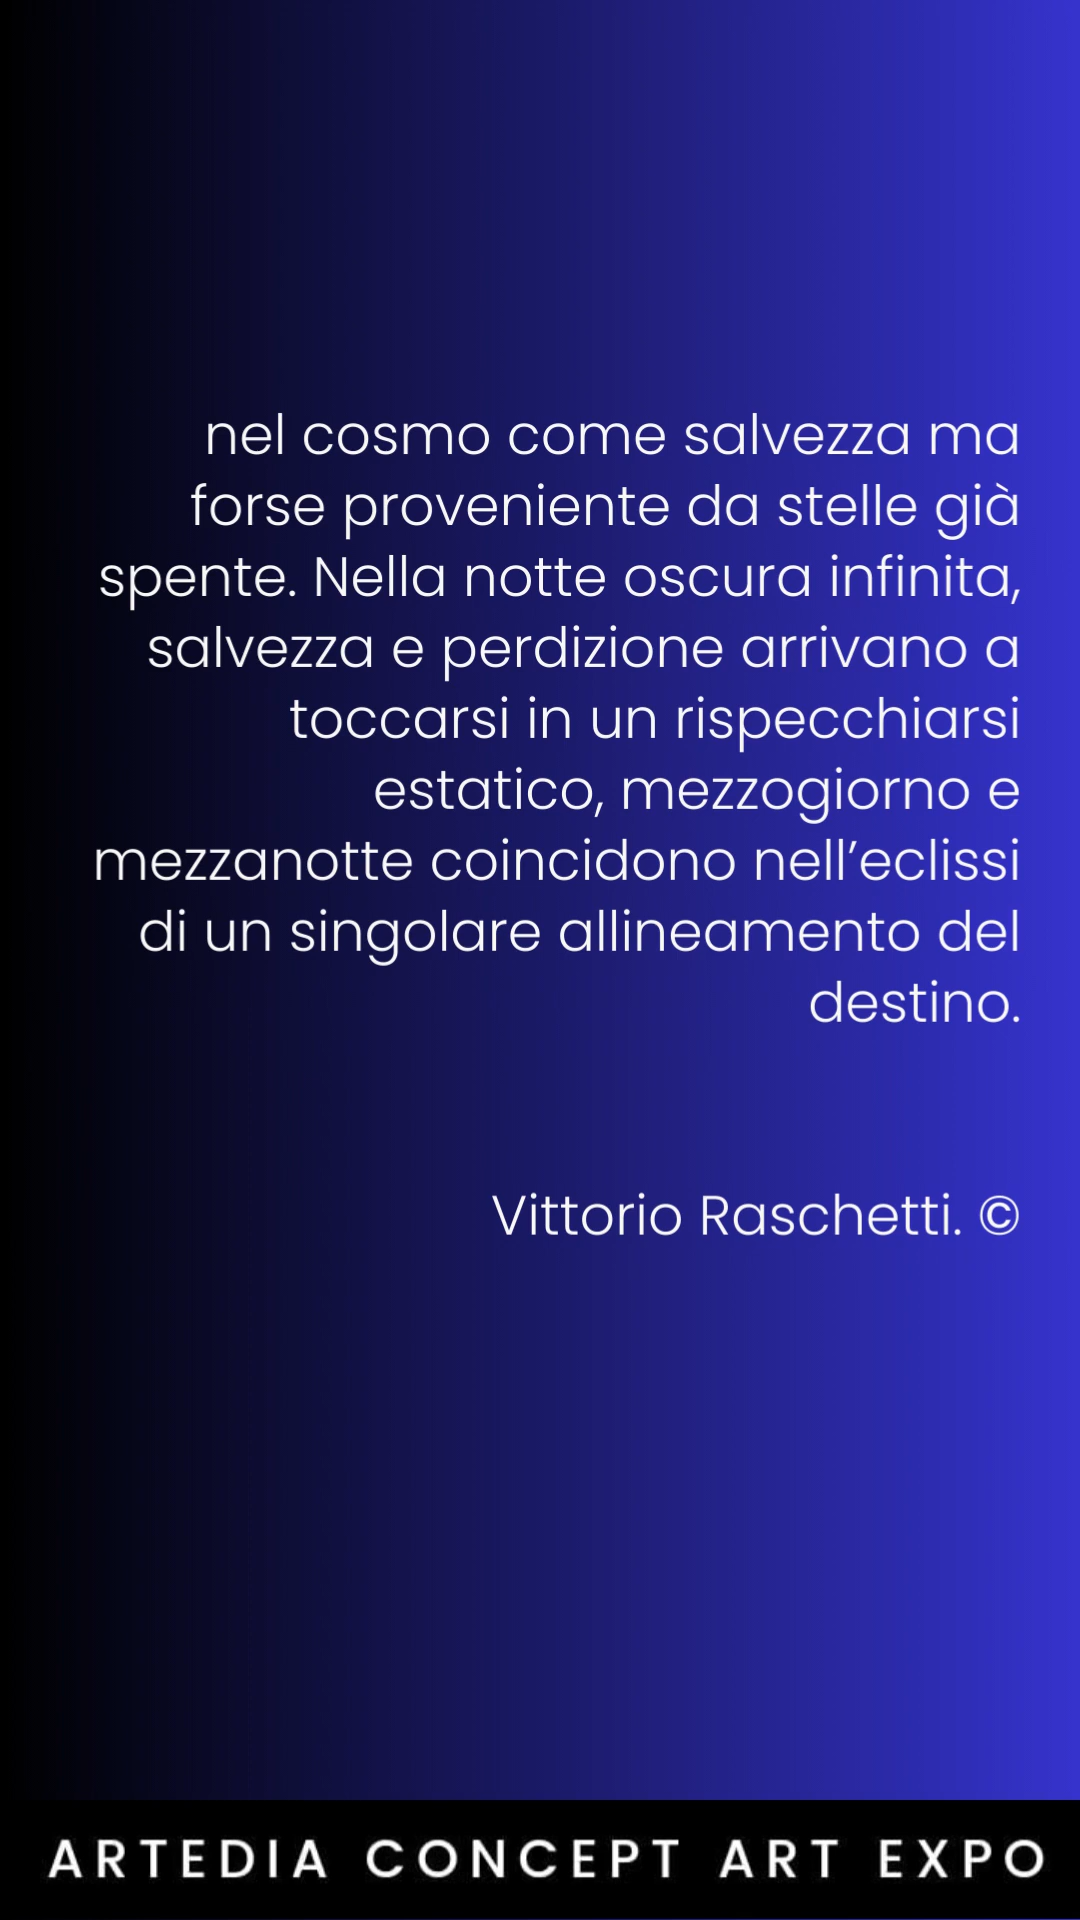 nel cosmo come salvezza ma
forse proveniente da stelle già
spente. Nella notte oscura infinita,
salvezza e perdizione arrivano a
toccarsi in un rispecchiarsi
estatico, mezzogiorno e
mezzanotte coincidono nell’eclissi
di un singolare allineamento del
destino.
Vittorio Raschetti. ©
ARTEDIA CONCEPT ART EXPO